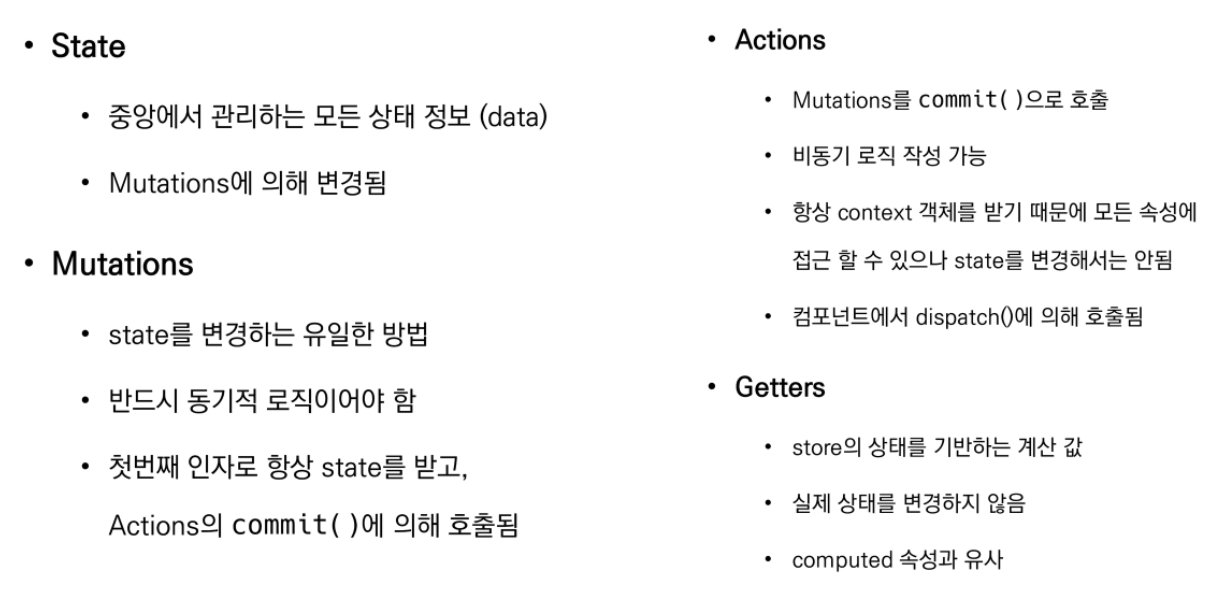 • State
• 중앙에서 관리하는 모든 상태 정보 (data)
• Mutations에 의해 변경됨
• Mutations
• state를 변경하는 유일한 방법
• 반드시 동기적 로직이어야 함
• 첫번째 인자로 항상 state를 받고,
Actions의 commit( )에 의해 호출됨
• Actions
• Mutations를 commit( )으로 호출
• 비동기 로직 작성 가능
• 항상 context 객체를 받기 때문에 모든 속성에
접근 할 수 있으나 state를 변경해서는 안됨
• 컴포넌트에서 dispatch()에 의해 호출됨
• Getters
• store의 상태를 기반하는 계산 값
• 실제 상태를 변경하지 않음
• computed 속성과 유사